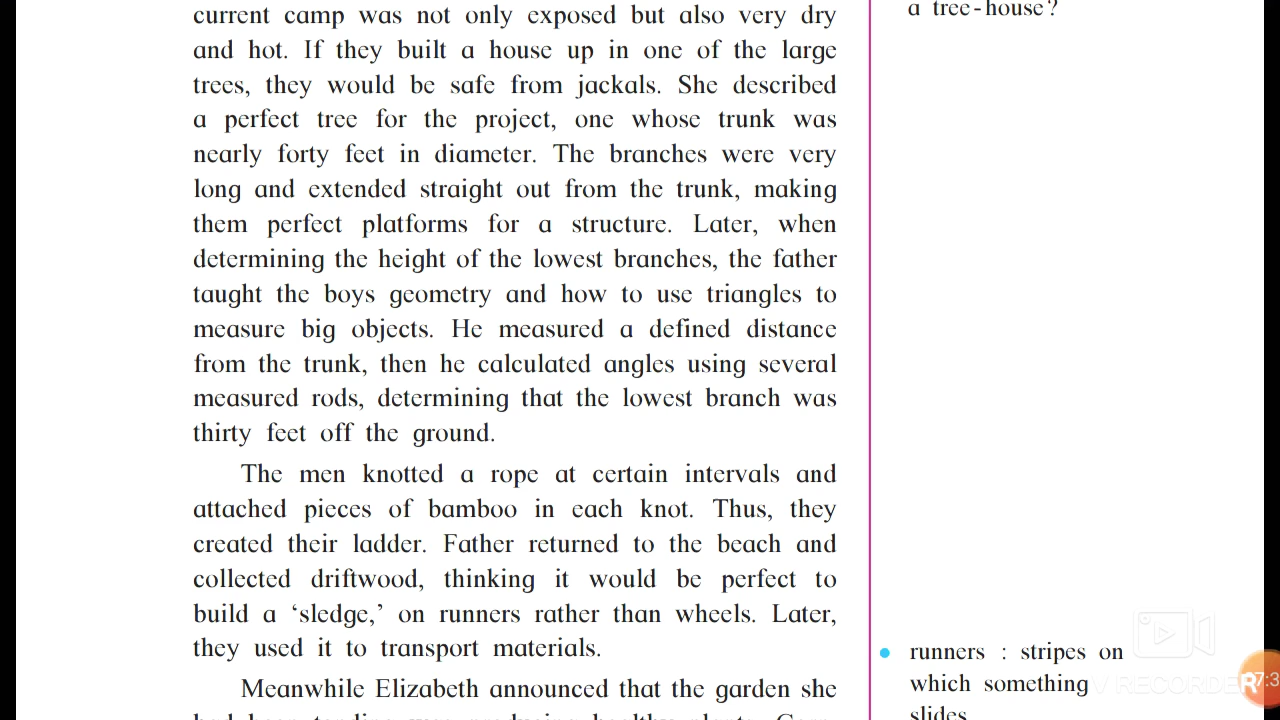 current camp was not only exposed but also very dry
and hot. If they built a house up in one of the large
trees, they would be safe from jackals. She described
a perfect tree for the project, one whose trunk was
nearly forty feet in diameter. The branches were very
long and extended straight out from the trunk, making
them perfect platforms for a structure. Later, when
determining the height of the lowest branches, the father
taught the boys geometry and how to use triangles to
measure big objects. He measured a defined distance
from the trunk, then he calculated angles using several
measured rods, determining that the lowest branch was
thirty feet off the ground.
The men knotted a rope at certain intervals and
attached pieces of bamboo in each knot. Thus, they
created their ladder. Father returned to the beach and
collected driftwood, thinking it would be perfect to
build a ‘sledge,’ on runners rather than wheels. Later,
they used it to transport materials.
Meanwhile Elizabeth announced that the garden she
had been tending was producing healthy plants.
a tree-house?
• runners : stripes on
which something
slides
V RECORDER